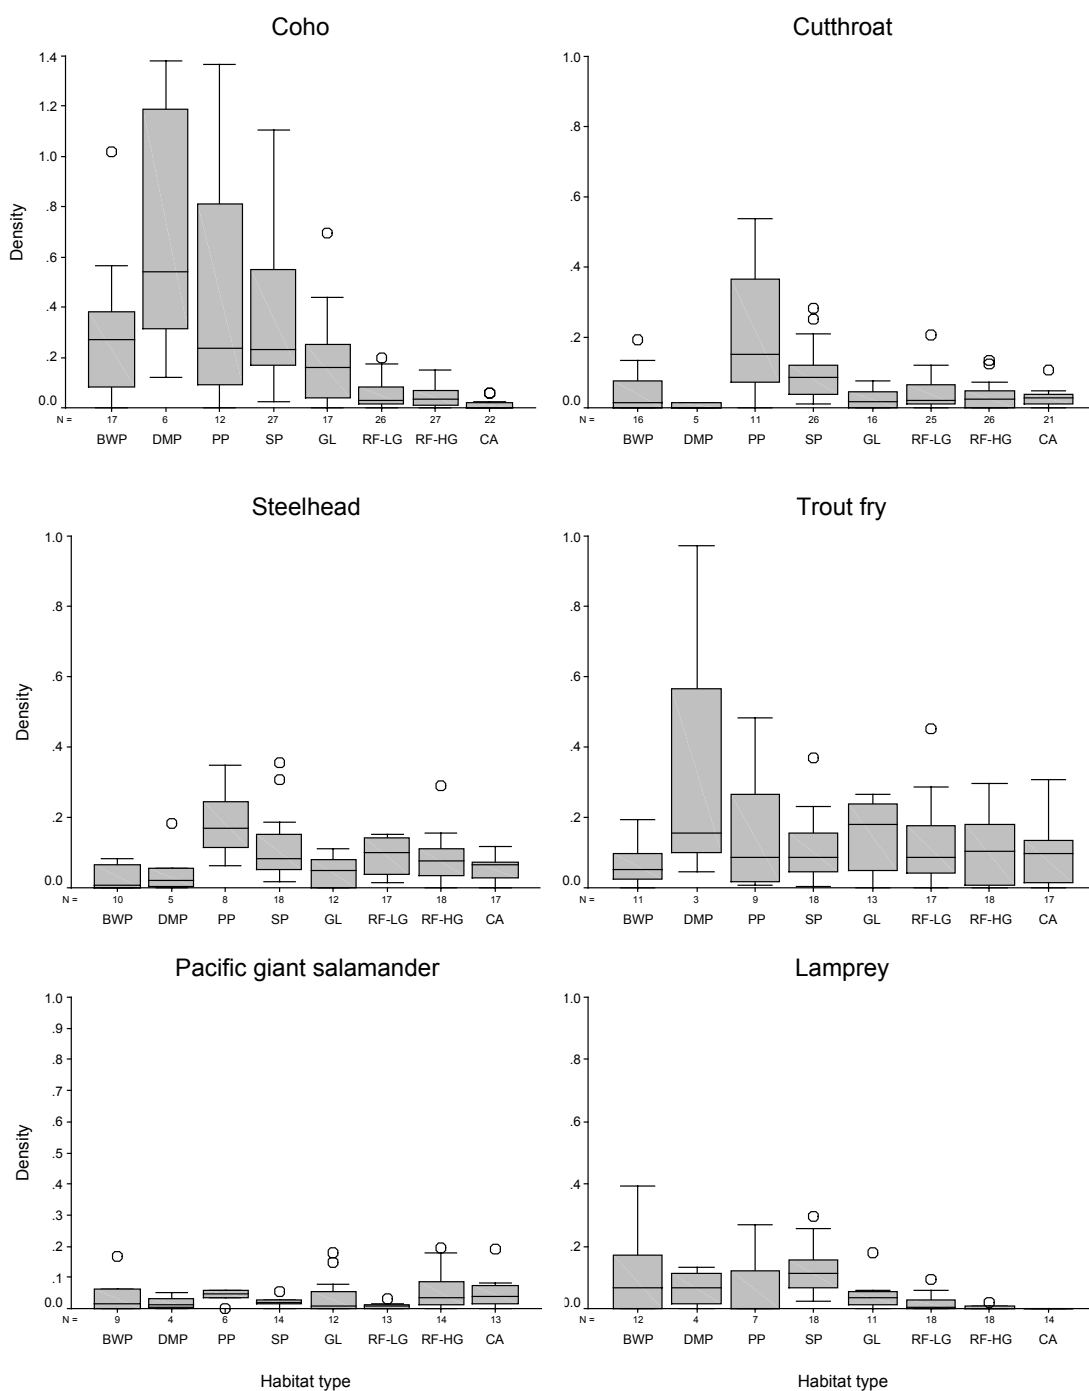 Coho
Density
1.4
1.2
1.0
.8
.6
.4
.2
0.0
N = 17 6 12 27 17 26 27 22
BWP DMP PP SP GL RF-LG RF-HG CA
Cutthroat
1.0
.8
.6
.4
.2
0.0
N = 16 5 11 26 16 25 26 21
BWP DMP PP SP GL RF-LG RF-HG CA
Steelhead
Density
1.0
.8
.6
.4
.2
0.0
N = 10 5 8 18 12 17 18 17
BWP DMP PP SP GL RF-LG RF-HG CA
Trout fry
1.0
.8
.6
.4
.2
0.0
N = 11 3 9 18 13 17 18 17
BWP DMP PP SP GL RF-LG RF-HG CA
Pacific giant salamander
Density
1.0
.9
.8
.7
.6
.5
.4
.3
.2
.1
0.0
N = 9 4 6 14 12 13 14 13
BWP DMP PP SP GL RF-LG RF-HG CA
Habitat type
Lamprey
1.0
.8
.6
.4
.2
0.0
N = 12 4 7 18 11 18 18 14
BWP DMP PP SP GL RF-LG RF-HG CA
Habitat type